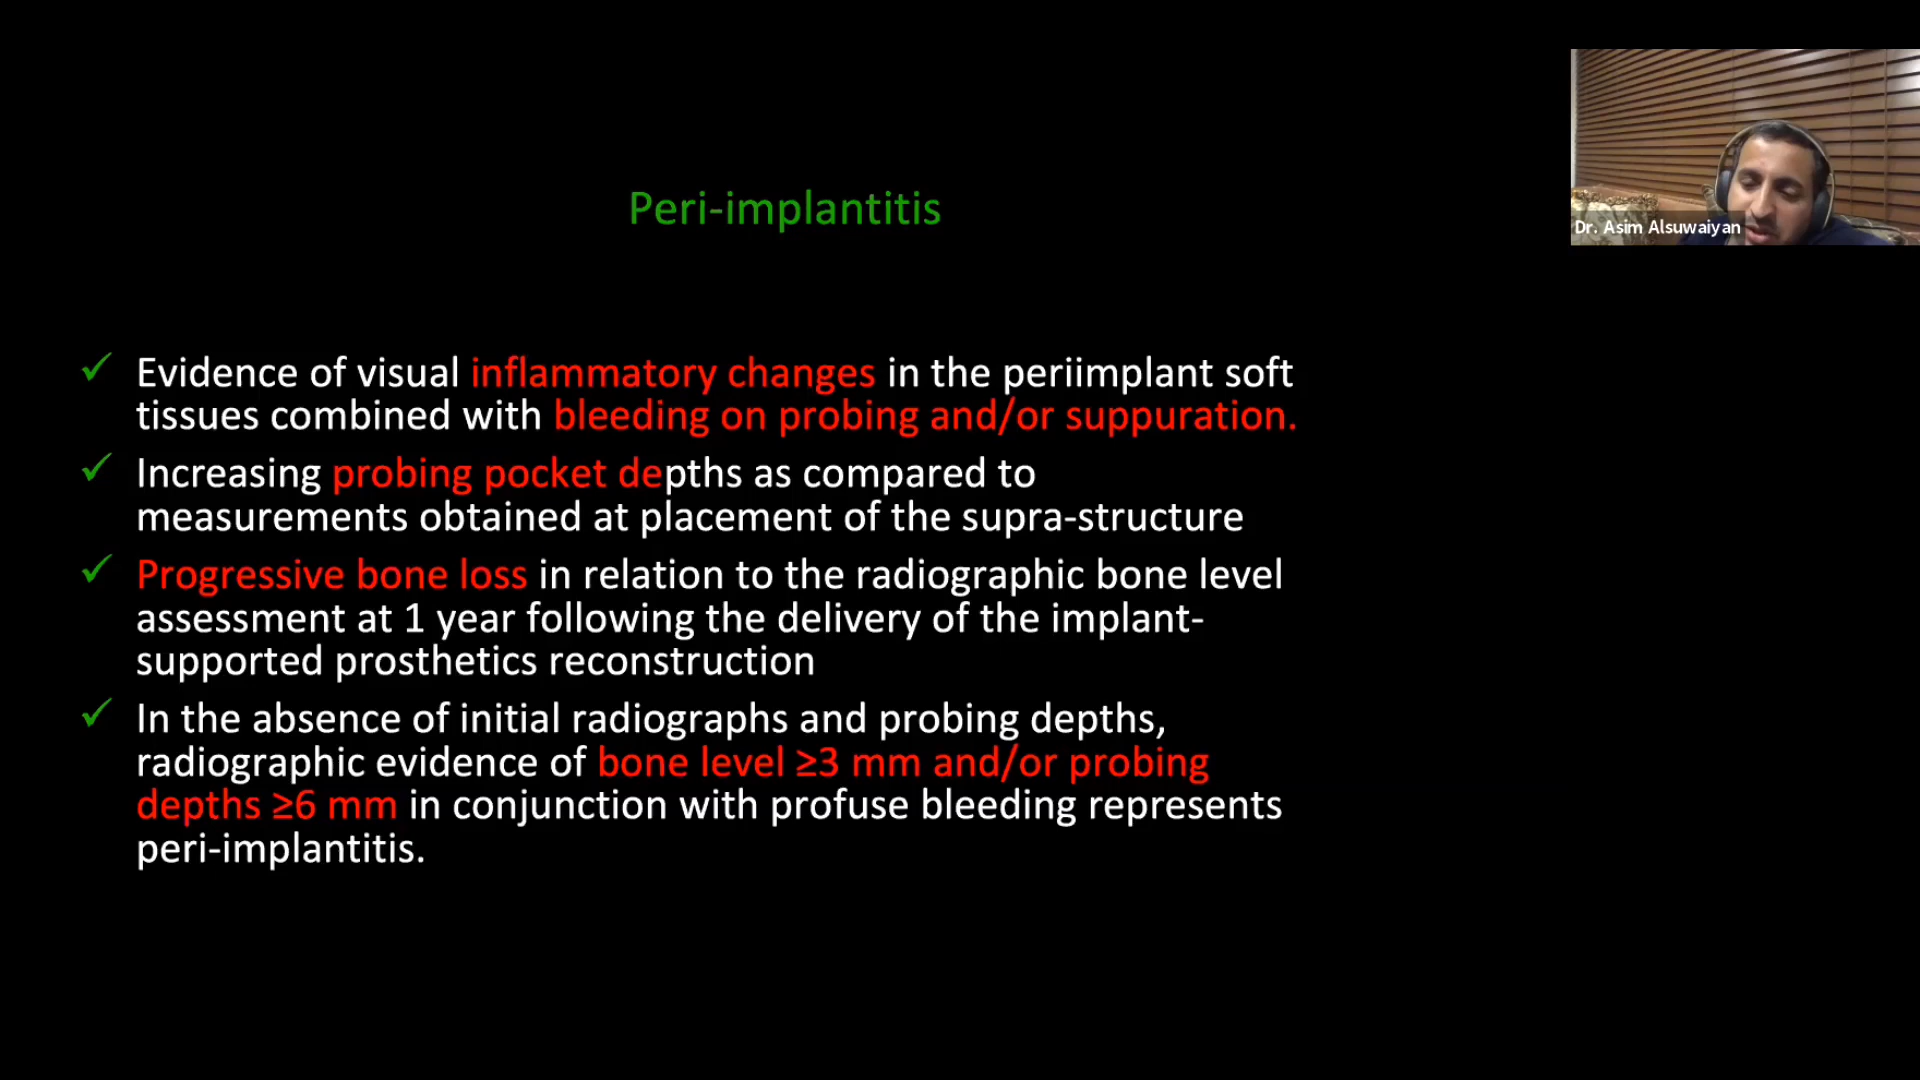 Peri-implantitis
Dr. Asim Alsuwaiyan
✓ Evidence of visual inflammatory changes in the periimplant soft
tissues combined with bleeding on probing and/or suppuration.
✓ Increasing probing pocket depths as compared to
measurements obtained at placement of the supra-structure
✓ Progressive bone loss in relation to the radiographic bone level
assessment at 1 year following the delivery of the implant-
supported prosthetics reconstruction
✓ In the absence of initial radiographs and probing depths,
radiographic evidence of bone level ≥3 mm and/or probing
depths ≥6 mm in conjunction with profuse bleeding represents
peri-implantitis.